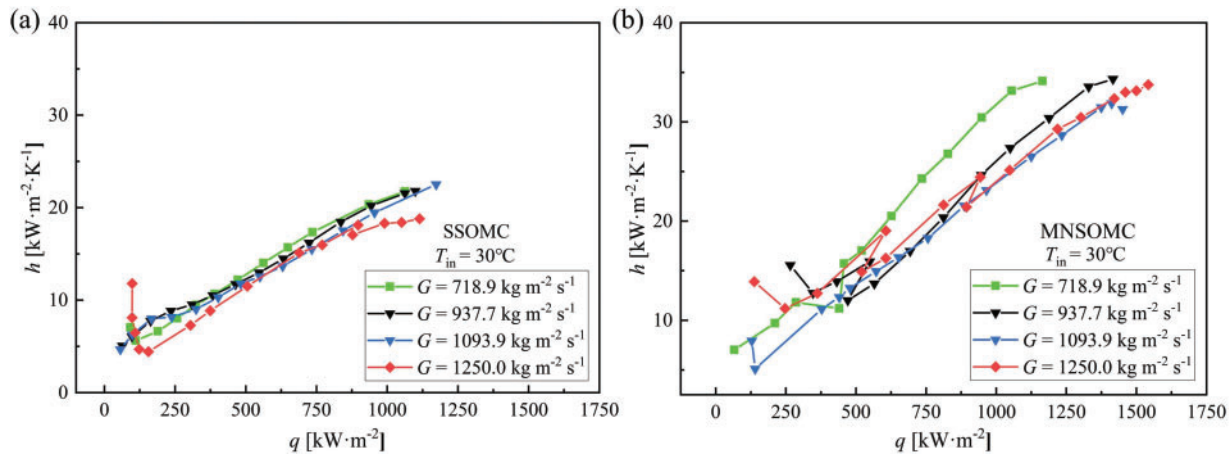 (a)
40
30
20
10
0
h [kW·m⁻²·K⁻¹]
0 250 500 750 1000 1250 1500 1750
q [kW·m⁻²]
SSOMC
Tin = 30℃
G = 718.9 kg m⁻² s⁻¹
G = 937.7 kg m⁻² s⁻¹
G = 1093.9 kg m⁻² s⁻¹
G = 1250.0 kg m⁻² s⁻¹
(b)
40
30
20
10
h [kW·m⁻²·K⁻¹]
0 250 500 750 1000 1250 1500 1750
q [kW·m⁻²]
MNSOMC
Tin = 30℃
G = 718.9 kg m⁻² s⁻¹
G = 937.7 kg m⁻² s⁻¹
G = 1093.9 kg m⁻² s⁻¹
G = 1250.0 kg m⁻² s⁻¹